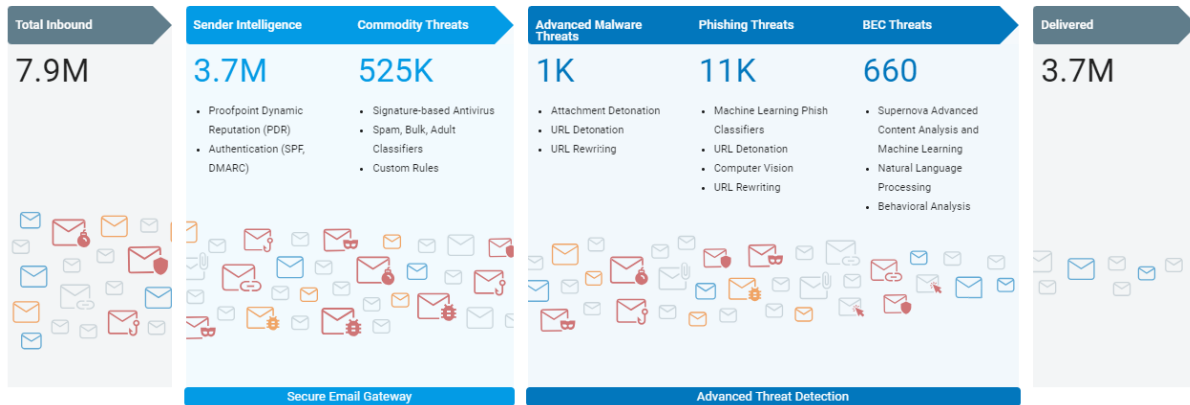 Total Inbound
7.9M
Sender Intelligence
3.7M
• Proofpoint Dynamic
Reputation (PDR)
• Authentication (SPF,
DMARC)
Commodity Threats
525K
• Signature-based Antivirus
• Spam, Bulk, Adult
Classifiers
• Custom Rules
Secure Email Gateway
Advanced Malware
Threats
1K
• Attachment Detonation
• URL Detonation
• URL Rewriting
Phishing Threats
11K
• Machine Learning Phish
Classifiers
• URL Detonation
• Computer Vision
• URL Rewriting
BEC Threats
660
• Supernova Advanced
Content Analysis and
Machine Learning
• Natural Language
Processing
• Behavioral Analysis
Advanced Threat Detection
Delivered
3.7M